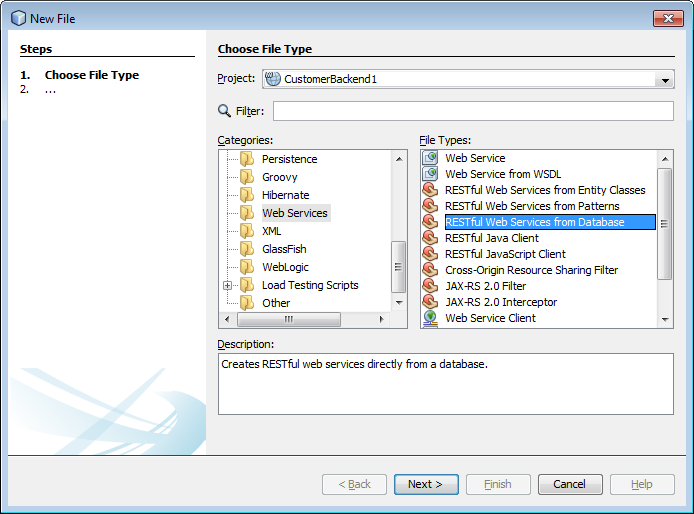 New File
Steps
1. Choose File Type
2. ...
Choose File Type
Project: CustomerBackend1
Filter:
Categories:
Persistence
Groovy
Hibernate
Web Services
XML
GlassFish
WebLogic
Load Testing Scripts
Other
File Types:
Web Service
Web Service from WSDL
RESTful Web Services from Entity Classes
RESTful Web Services from Patterns
RESTful Web Services from Database
RESTful Java Client
RESTful JavaScript Client
Cross-Origin Resource Sharing Filter
JAX-RS 2.0 Filter
JAX-RS 2.0 Interceptor
Web Service Client
Description:
Creates RESTful web services directly from a database.
< Back Next > Finish Cancel Help